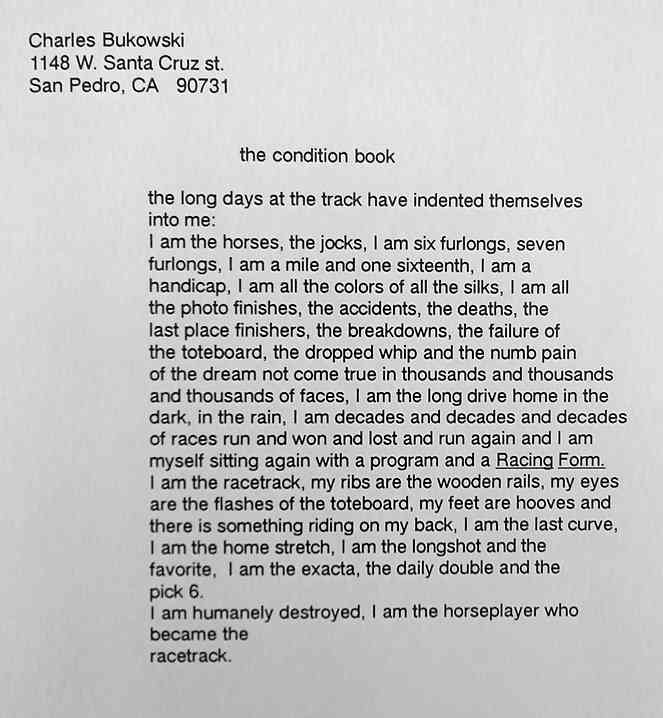 Charles Bukowski
1148 W. Santa Cruz st.
San Pedro, CA 90731
the condition book
the long days at the track have indented themselves
into me:
I am the horses, the jocks, I am six furlongs, seven
furlongs, I am a mile and one sixteenth, I am a
handicap, I am all the colors of all the silks, I am all
the photo finishes, the accidents, the deaths, the
last place finishers, the breakdowns, the failure of
the toteboard, the dropped whip and the numb pain
of the dream not come true in thousands and thousands
and thousands of faces, I am the long drive home in the
dark, in the rain, I am decades and decades and decades
of races run and won and lost and run again and I am
myself sitting again with a program and a Racing Form.
I am the racetrack, my ribs are the wooden rails, my eyes
are the flashes of the toteboard, my feet are hooves and
there is something riding on my back, I am the last curve,
I am the home stretch, I am the longshot and the
favorite, I am the exacta, the daily double and the
pick 6.
I am humanely destroyed, I am the horseplayer who
became the
racetrack.